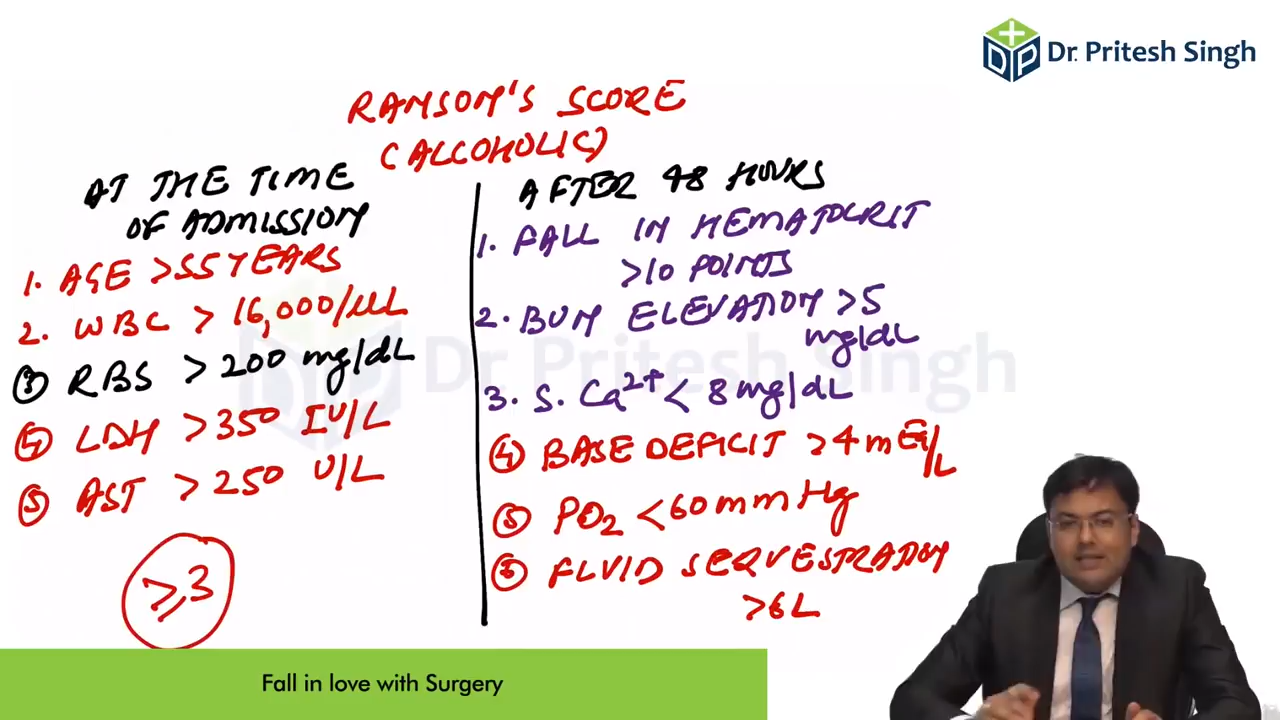 Dr. Pritesh Singh
RANSON'S SCORE
(ALCOHOLIC)
AT THE TIME
OF ADMISSION
1. AGE >55 YEARS
2. WBC > 16,000/µL
③ RBS > 200 mg/dL
④ LDH > 350 IU/L
⑤ AST > 250 U/L
≥3
AFTER 48 HOURS
1. FALL IN HEMATOCRIT
>10 POINTS
2. BUN ELEVATION >5
mg/dL
3. S. Ca²⁺ < 8 mg/dL
④ BASE DEFICIT >4 mEq/L
⑤ PO₂ <60 mm Hg
⑥ FLUID SEQUESTRATION
>6L
Dr. Pritesh Singh
Fall in love with Surgery